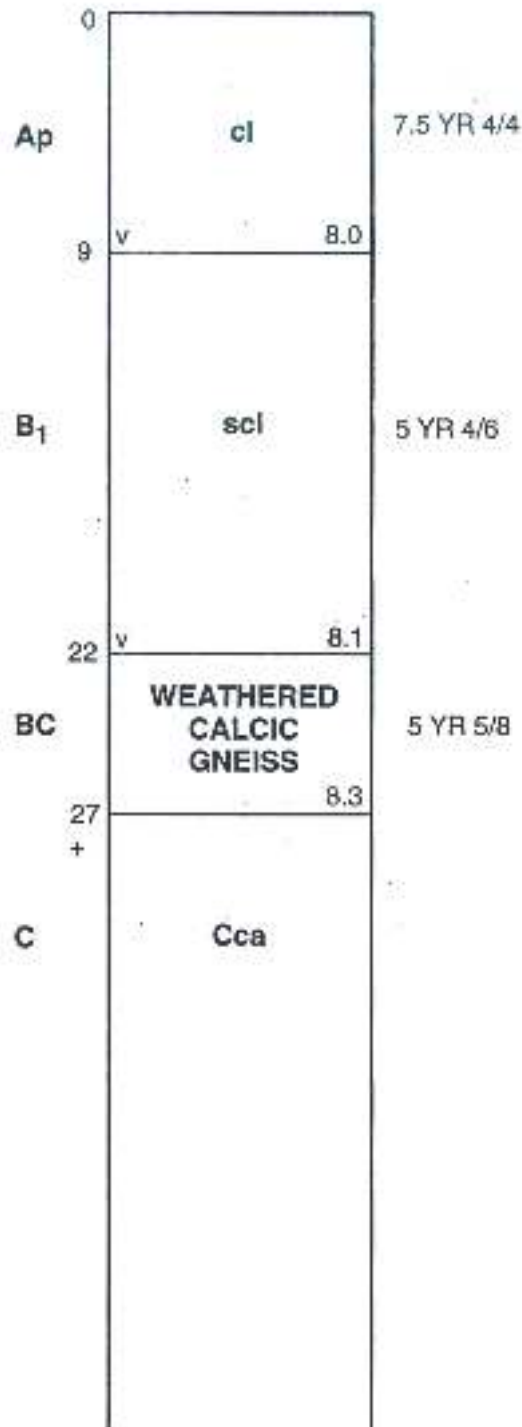 0
Ap cl 7.5 YR 4/4
v 8.0
9
B1 scl 5 YR 4/6
v 8.1
22
WEATHERED
BC CALCIC 5 YR 5/8
GNEISS
8.3
27
+
C Cca